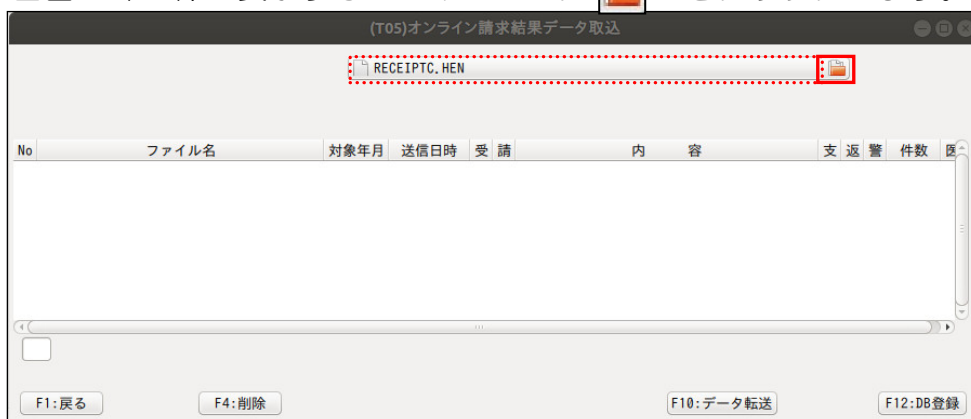 (T05)オンライン請求結果データ取込
RECEIPTC.HEN
No ファイル名 対象年月 送信日時 受 請 内 容 支 返 警 件数
F1:戻る F4:削除 F10:データ転送 F12:DB登録